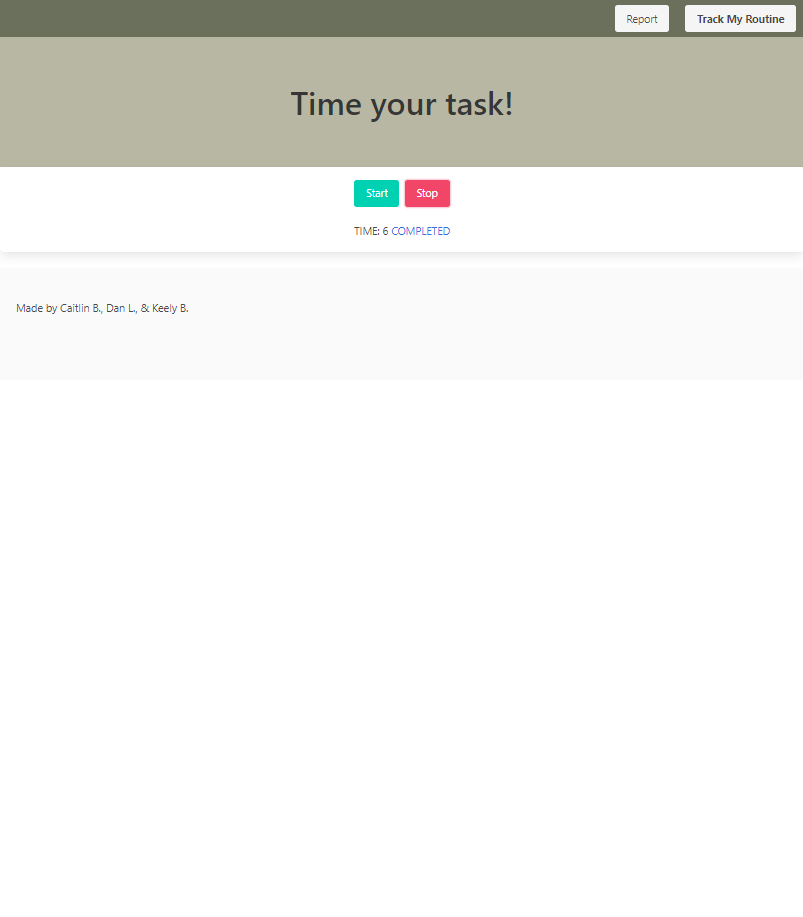 Report Track My Routine
Time your task!
Start Stop
TIME: 6 COMPLETED
Made by Caitlin B., Dan L., & Keely B.